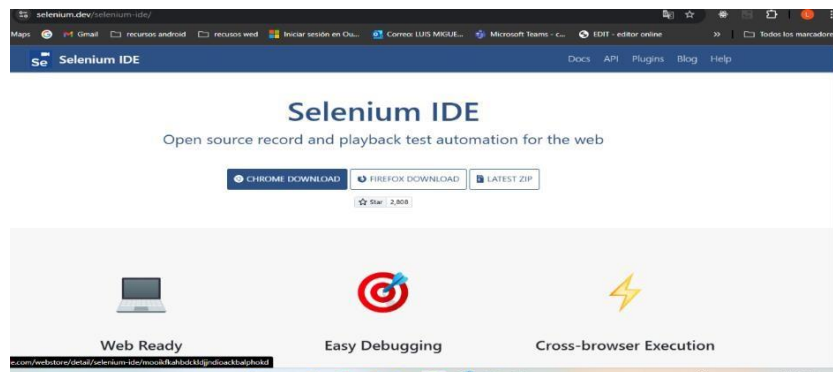 selenium.dev/selenium-ide/
Maps Gmail recursos android recusos wed Iniciar sesión en Ou... Correo: LUIS MIGUE... Microsoft Teams - c... EDIT - editor online » Todos los marcadore
Se Selenium IDE Docs API Plugins Blog Help
Selenium IDE
Open source record and playback test automation for the web
CHROME DOWNLOAD FIREFOX DOWNLOAD LATEST ZIP
Star 2,808
Web Ready Easy Debugging Cross-browser Execution
e.com/webstore/detail/selenium-ide/mooikfkahbdckldjjndioackbalphokd